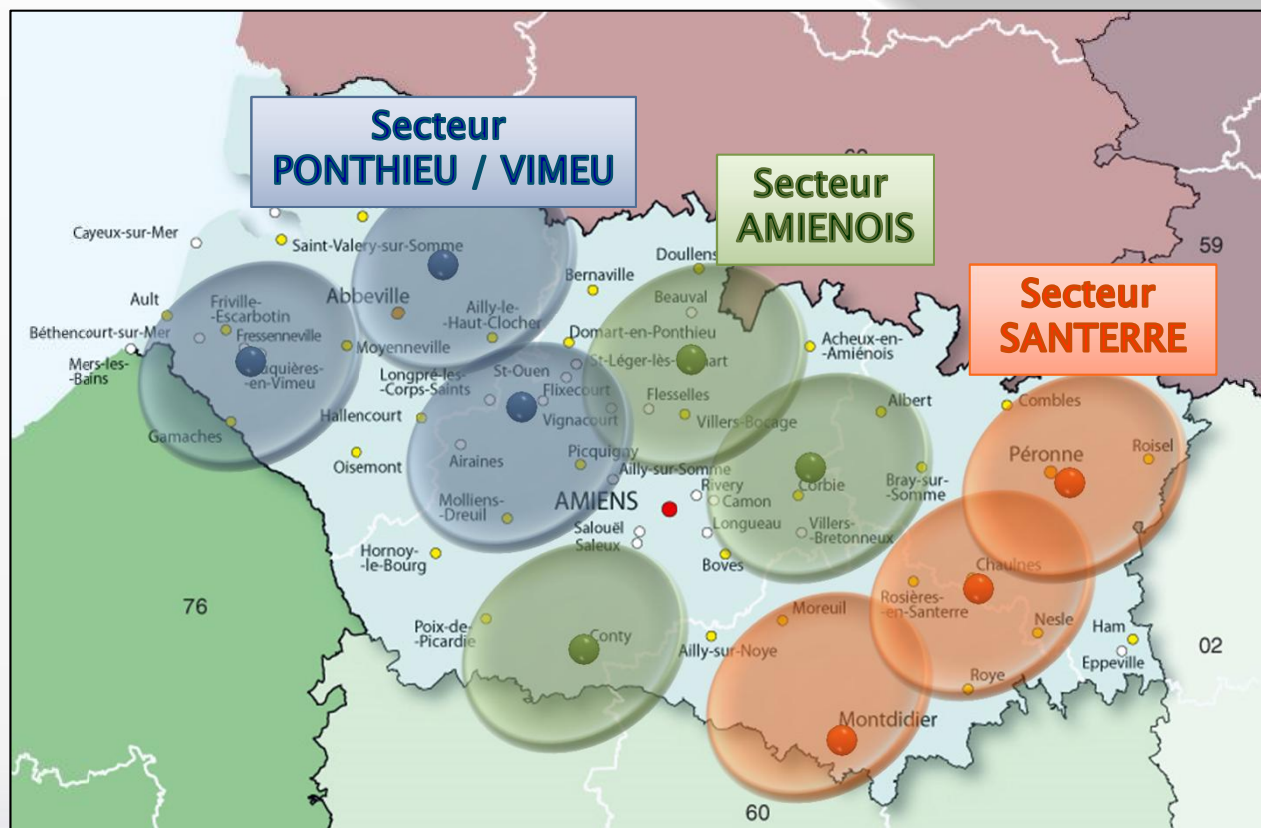 Secteur
PONTHIEU / VIMEU
Secteur
AMIENOIS
Secteur
SANTERRE
59
Cayeux-sur-Mer
Saint-Valery-sur-Somme
Doullens
Bernaville
Ault
Abbeville
Beauval
Friville-
-Escarbotin
Ailly-le-
-Haut-Clocher
Béthencourt-sur-Mer
Fressenneville
Domart-en-Ponthieu
Acheux-en-
-Amiénois
Mers-les-
-Bains
Moyenneville
-en-Vimeu
Longpré-les-
-Corps-Saints
St-Ouen
St-Léger-lès-
Flixecourt
Flesselles
Hallencourt
Vignacourt
Villers-Bocage
Albert
Combles
Gamaches
Oisemont
Airaines
Picquigny
Ailly-sur-Somme
Péronne
Roisel
Molliens-
-Dreuil
AMIENS
Rivery
Camon
Corbie
Bray-sur-
-Somme
Salouël
Saleux
Longueau
Villers-
-Bretonneux
Hornoy-
-le-Bourg
Boves
Chaulnes
Rosières-
-en-Santerre
76
Moreuil
Nesle
Poix-de-
-Picardie
Conty
Ailly-sur-Noye
Ham
Eppeville
02
Roye
Montdidier
60